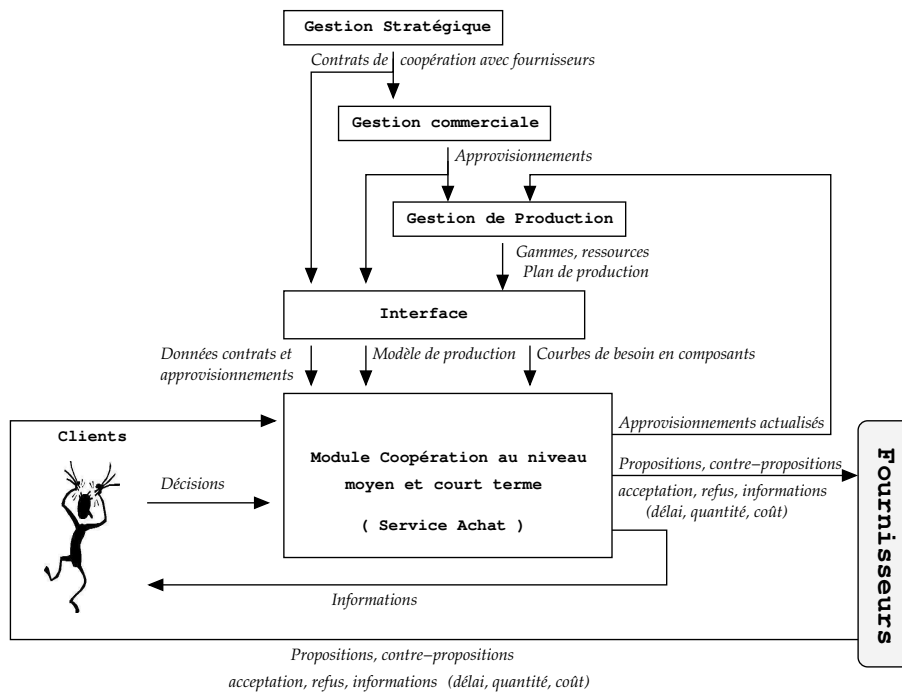 Gestion Stratégique
Contrats de coopération avec fournisseurs
Gestion commerciale
Approvisionnements
Gestion de Production
Gammes, ressources
Plan de production
Interface
Données contrats et
approvisionnements
Modèle de production
Courbes de besoin en composants
Clients
Décisions
Module Coopération au niveau
moyen et court terme
( Service Achat )
Approvisionnements actualisés
Propositions, contre–propositions
acceptation, refus, informations
(délai, quantité, coût)
Fournisseurs
Informations
Propositions, contre–propositions
acceptation, refus, informations (délai, quantité, coût)